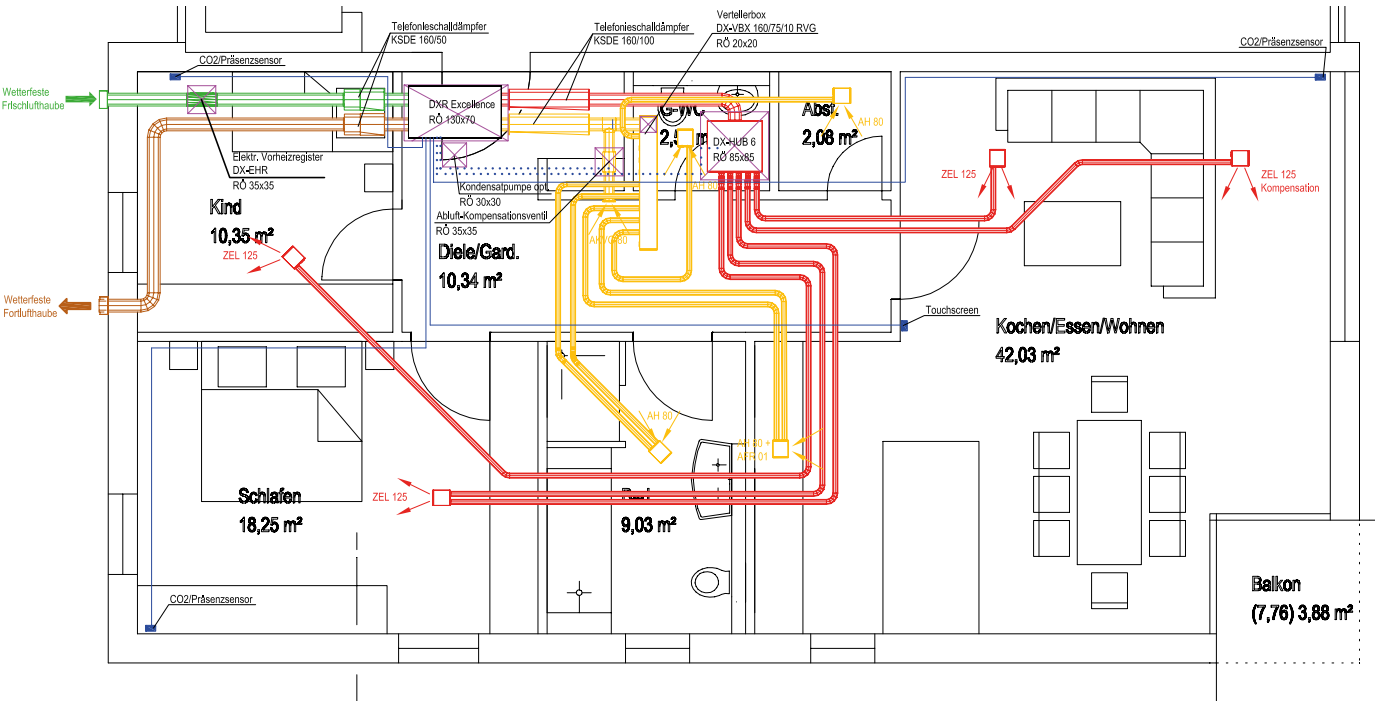 Verteilerbox
DX-VBX 160/75/10 RVG
RÖ 20x20
Telefonieschalldämpfer
KSDE 160/50
Telefonieschalldämpfer
KSDE 160/100
CO2/Präsenzsensor
CO2/Präsenzsensor
Wetterfeste
Frischlufthaube
DXR Excellence
RÖ 130x70
G-WC
Abst.
2,08 m²
AH 80
DX-HUB 6
RÖ 85x85
Elektr. Vorheizregister
DX-EHR
RÖ 35x35
Kondensatpumpe opt.
RÖ 30x30
AH 80
ZEL 125
ZEL 125
Kompensation
Abluft-Kompensationsventil
RÖ 35x35
Kind
10,35 m²
ZEL 125
Diele/Gard.
10,34 m²
Wetterfeste
Fortlufthaube
Touchscreen
Kochen/Essen/Wohnen
42,03 m²
AH 80
AH 80 +
AFR 01
Schlafen
18,25 m²
ZEL 125
9,03 m²
Balkon
(7,76) 3,88 m²
CO2/Präsenzsensor